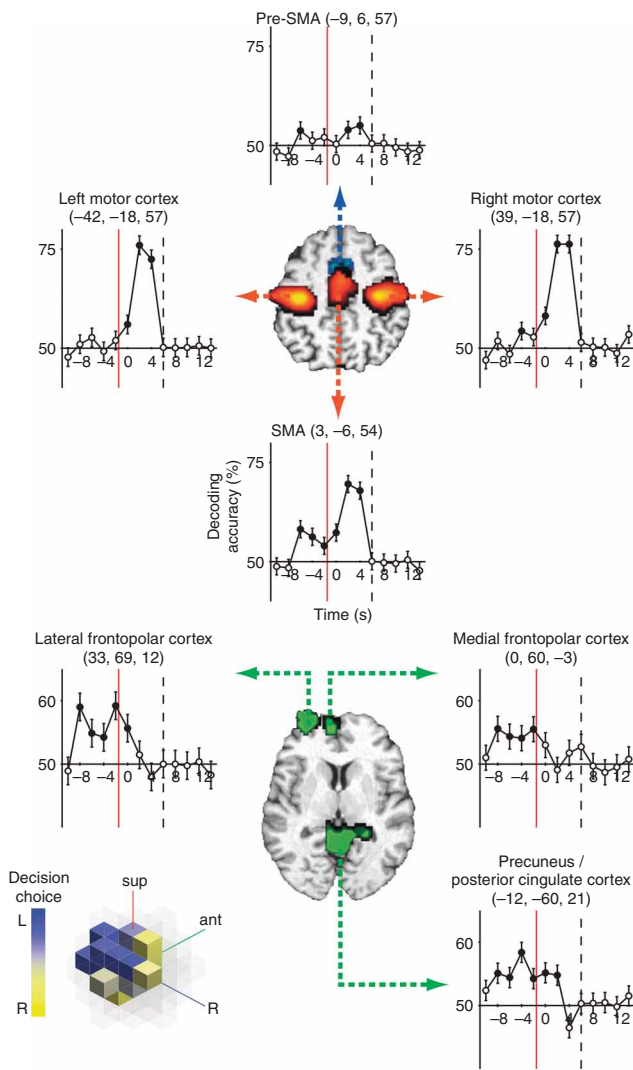 Pre-SMA (–9, 6, 57)
75
50
–8 –4 0 4 8 12
Left motor cortex
(–42, –18, 57)
75
50
–8 –4 0 4 8 12
Right motor cortex
(39, –18, 57)
75
50
–8 –4 0 4 8 12
SMA (3, –6, 54)
Decoding
accuracy (%)
75
50
–8 –4 0 4 8 12
Time (s)
Lateral frontopolar cortex
(33, 69, 12)
60
50
–8 –4 0 4 8 12
Medial frontopolar cortex
(0, 60, –3)
60
50
–8 –4 0 4 8 12
Decision
choice
L
R
sup
ant
R
Precuneus /
posterior cingulate cortex
(–12, –60, 21)
60
50
–8 –4 0 4 8 12